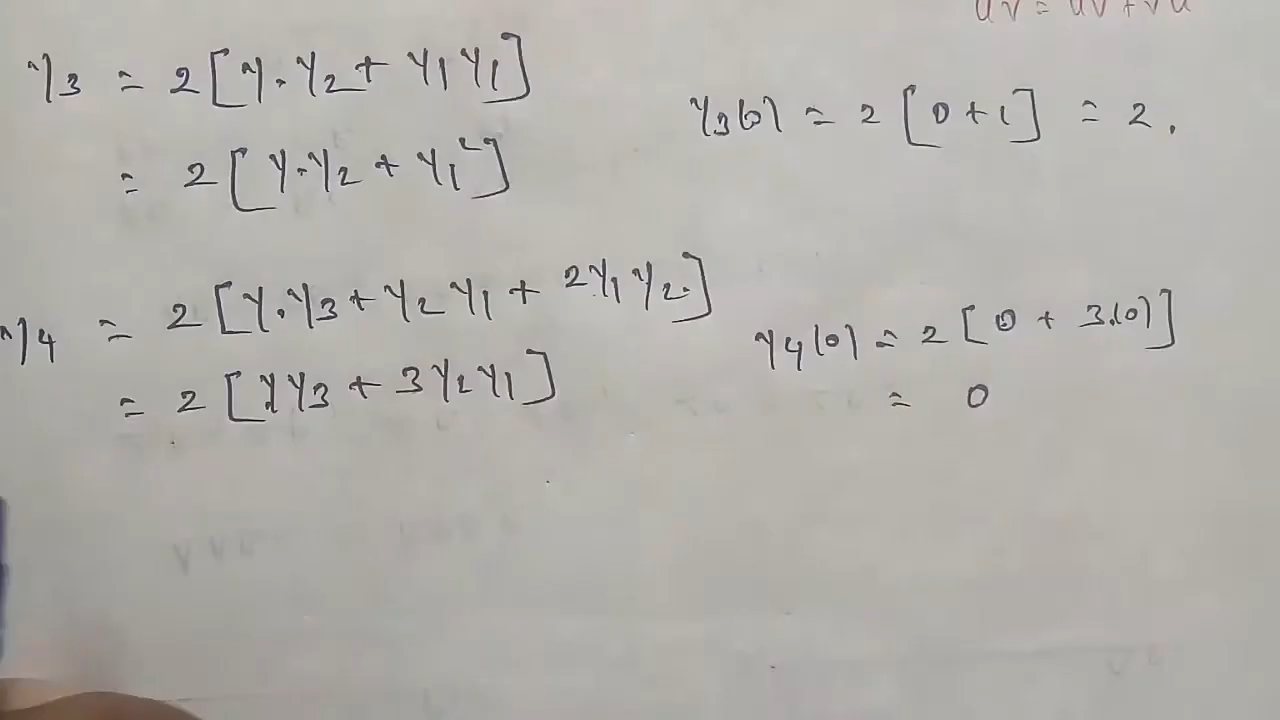 uv = uv + vu
y₃ = 2[y·y₂ + y₁y₁]
= 2[y·y₂ + y₁²]
y₃(0) = 2[0+1] = 2.
y₄ = 2[y·y₃ + y₂y₁ + 2y₁y₂.]
= 2[yy₃ + 3y₂y₁]
y₄(0) = 2[0 + 3.(0)]
= 0